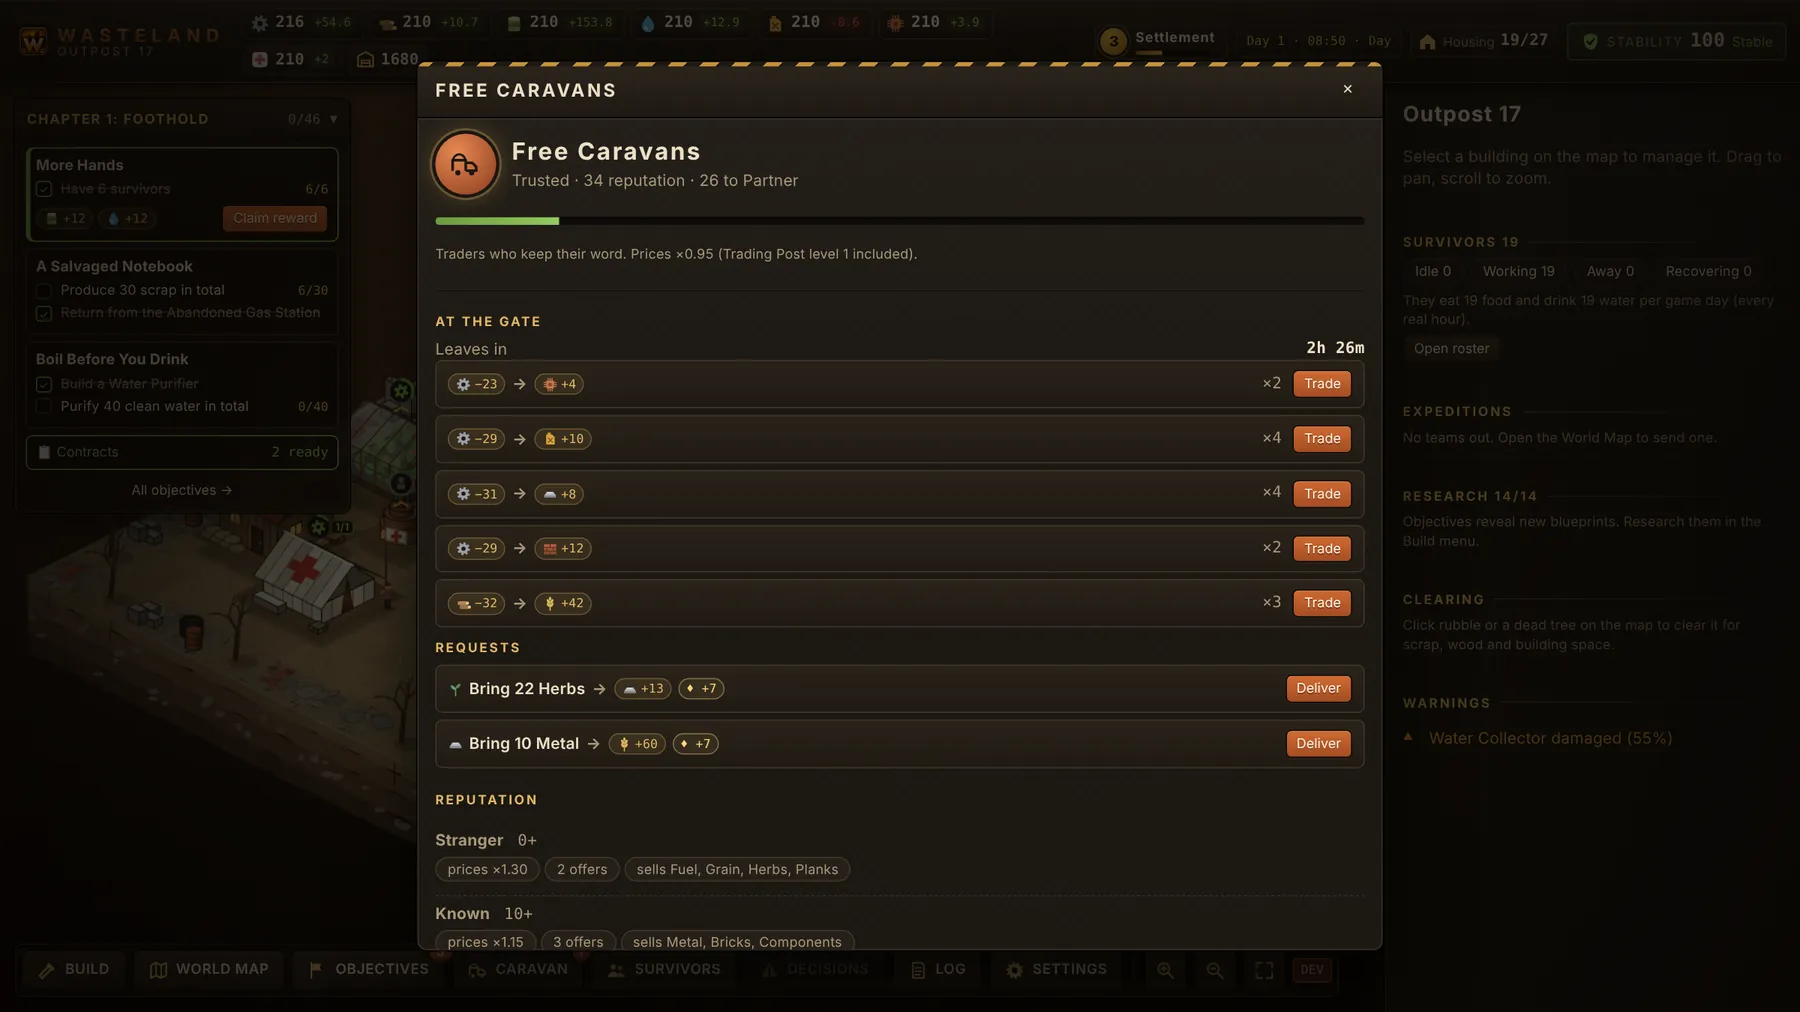 WASTELAND
OUTPOST 17
216 +54.6
210 +10.7
210 +153.8
210 +12.9
210 -8.6
210 +3.9
210 +2
1680
3 Settlement
Day 1 · 08:50 · Day
Housing 19/27
STABILITY 100 Stable
CHAPTER 1: FOOTHOLD 0/46 ▼
More Hands
Have 6 survivors 6/6
+12 +12 Claim reward
A Salvaged Notebook
Produce 30 scrap in total 6/30
Return from the Abandoned Gas Station
Boil Before You Drink
Build a Water Purifier
Purify 40 clean water in total 0/40
Contracts 2 ready
All objectives →
1/1
FREE CARAVANS ×
Free Caravans
Trusted · 34 reputation · 26 to Partner
Traders who keep their word. Prices ×0.95 (Trading Post level 1 included).
AT THE GATE
Leaves in 2h 26m
−23 → +4 ×2 Trade
−29 → +10 ×4 Trade
−31 → +8 ×4 Trade
−29 → +12 ×2 Trade
−32 → +42 ×3 Trade
REQUESTS
Bring 22 Herbs → +13 +7 Deliver
Bring 10 Metal → +60 +7 Deliver
REPUTATION
Stranger 0+
prices ×1.30 2 offers sells Fuel, Grain, Herbs, Planks
Known 10+
prices ×1.15 3 offers sells Metal, Bricks, Components
Outpost 17
Select a building on the map to manage it. Drag to
pan, scroll to zoom.
SURVIVORS 19
Idle 0 Working 19 Away 0 Recovering 0
They eat 19 food and drink 19 water per game day (every
real hour).
Open roster
EXPEDITIONS
No teams out. Open the World Map to send one.
RESEARCH 14/14
Objectives reveal new blueprints. Research them in the
Build menu.
CLEARING
Click rubble or a dead tree on the map to clear it for
scrap, wood and building space.
WARNINGS
Water Collector damaged (55%)
BUILD
WORLD MAP
OBJECTIVES
CARAVAN
SURVIVORS
DECISIONS
LOG
SETTINGS
DEV